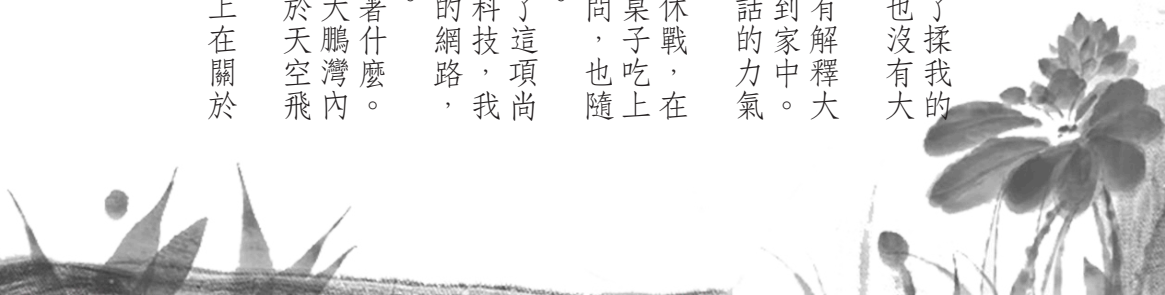 了揉我的
也沒有大
有解釋大
到家中。
話的力氣
休戰，在
桌子吃上
問，也隨
。
了這項尚
科技，我
的網路，
。
著什麼。
大鵬灣內
於天空飛
上在關於